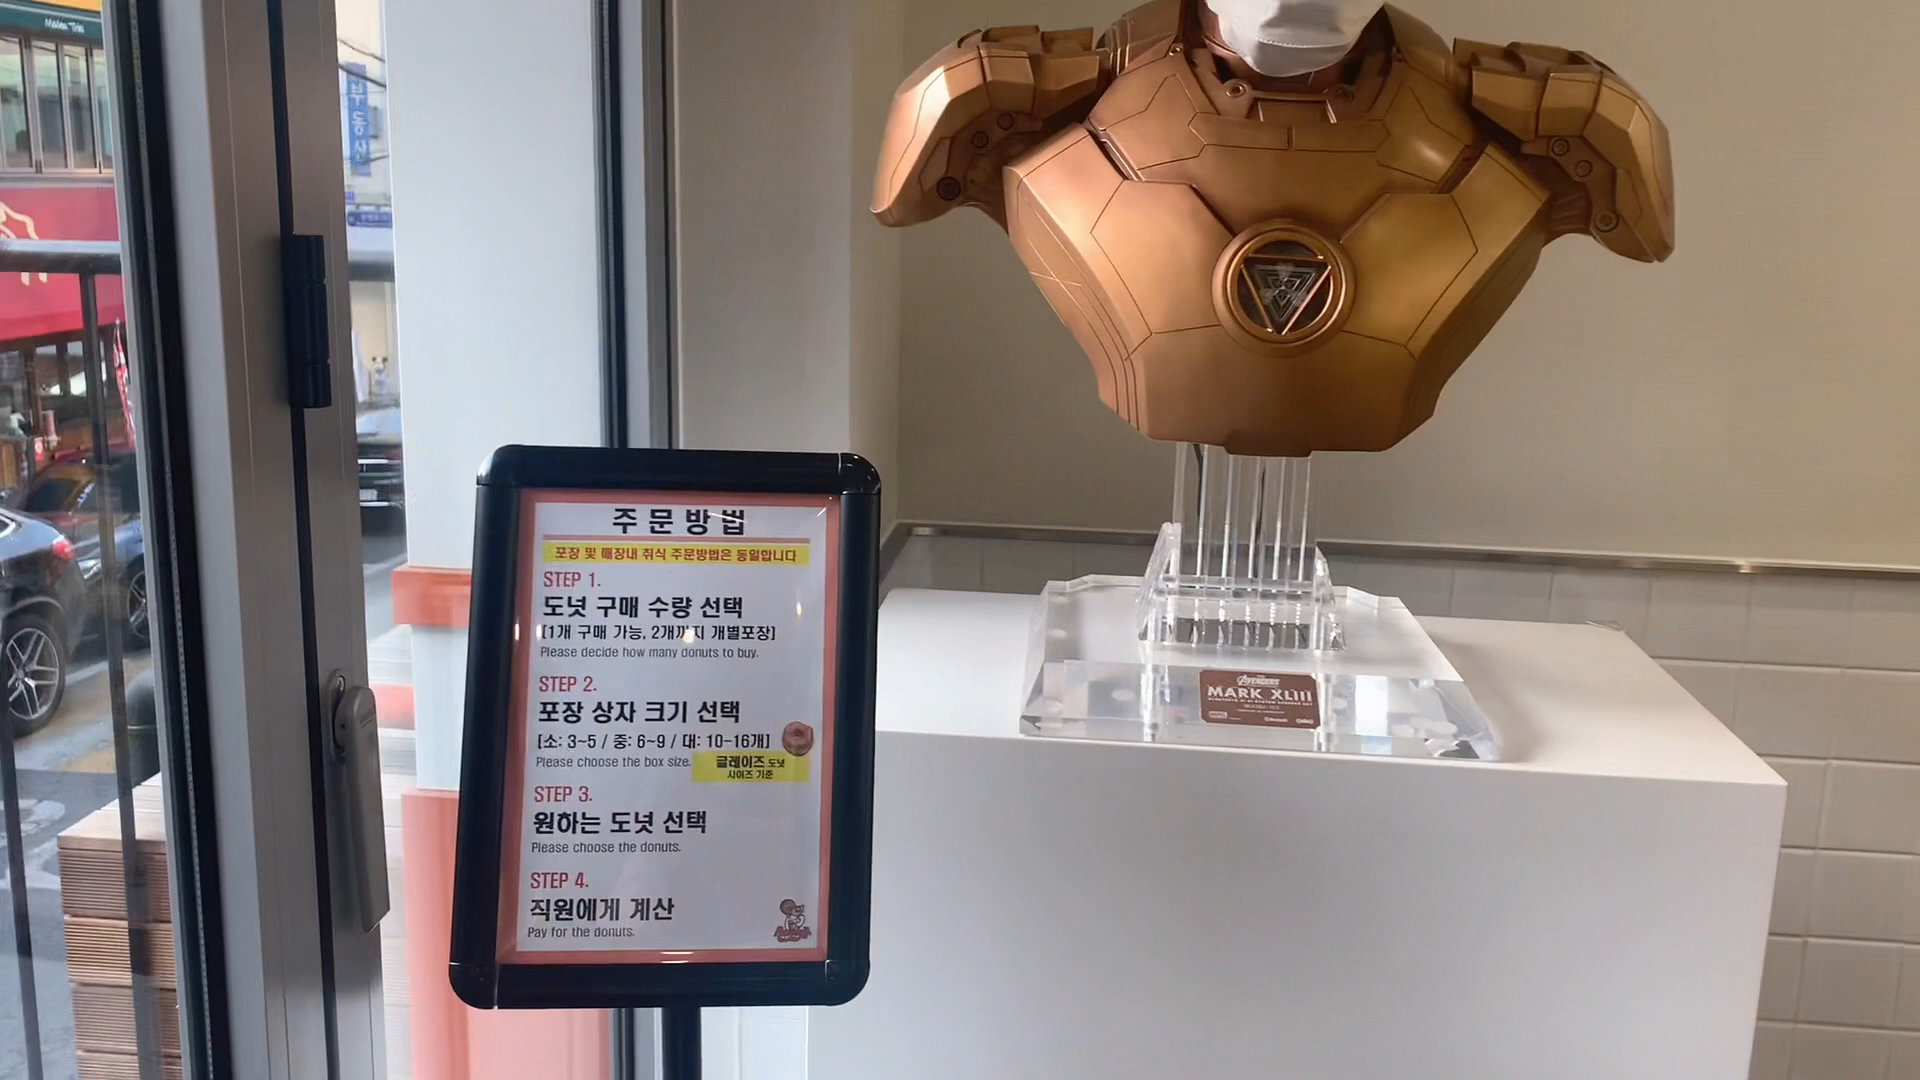 부동산
주문방법
포장 및 매장내 취식 주문방법은 동일합니다
STEP 1.
도넛 구매 수량 선택
[1개 구매 가능, 2개까지 개별포장]
Please decide how many donuts to buy.
STEP 2.
포장 상자 크기 선택
[소: 3~5 / 중: 6~9 / 대: 10-16개]
Please choose the box size.
글레이즈 도넛
사이즈 기준
STEP 3.
원하는 도넛 선택
Please choose the donuts.
STEP 4.
직원에게 계산
Pay for the donuts.
AVENGERS
MARK XLIII